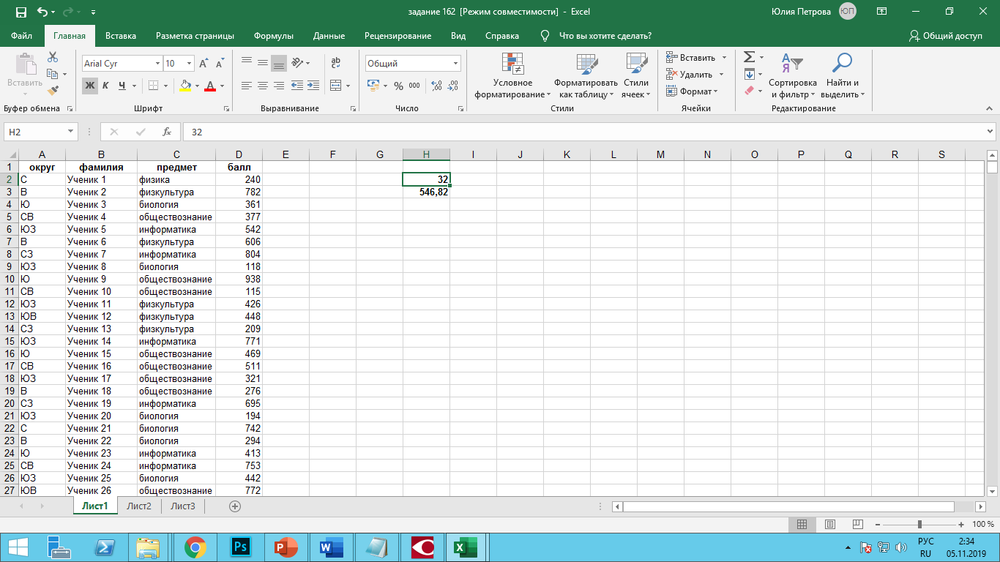 задание 162 [Режим совместимости] - Excel
Юлия Петрова ЮП
Файл Главная Вставка Разметка страницы Формулы Данные Рецензирование Вид Справка Что вы хотите сделать? Общий доступ
Arial Cyr 10 Общий
Вставить Условное форматирование Форматировать как таблицу Стили ячеек Вставить Удалить Формат Сортировка и фильтр Найти и выделить
Ж К Ч А % 000
Буфер обмена Шрифт Выравнивание Число Стили Ячейки Редактирование
H2 fx 32
A B C D E F G H I J K L M N O P Q R S
1 округ фамилия предмет балл
2 С Ученик 1 физика 240 32
3 В Ученик 2 физкультура 782 546,82
4 Ю Ученик 3 биология 361
5 СВ Ученик 4 обществознание 377
6 ЮЗ Ученик 5 информатика 542
7 В Ученик 6 физкультура 606
8 СЗ Ученик 7 информатика 804
9 ЮЗ Ученик 8 биология 118
10 Ю Ученик 9 обществознание 938
11 СВ Ученик 10 обществознание 115
12 ЮЗ Ученик 11 физкультура 426
13 ЮВ Ученик 12 физкультура 448
14 СЗ Ученик 13 физкультура 209
15 ЮЗ Ученик 14 информатика 771
16 Ю Ученик 15 обществознание 469
17 СВ Ученик 16 обществознание 511
18 ЮЗ Ученик 17 обществознание 321
19 В Ученик 18 обществознание 276
20 СЗ Ученик 19 информатика 695
21 ЮЗ Ученик 20 биология 194
22 С Ученик 21 биология 742
23 В Ученик 22 биология 294
24 Ю Ученик 23 информатика 413
25 СВ Ученик 24 информатика 753
26 ЮЗ Ученик 25 биология 442
27 ЮВ Ученик 26 обществознание 772
Лист1 Лист2 Лист3
100 %
Ps P W X РУС 2:34
RU 05.11.2019